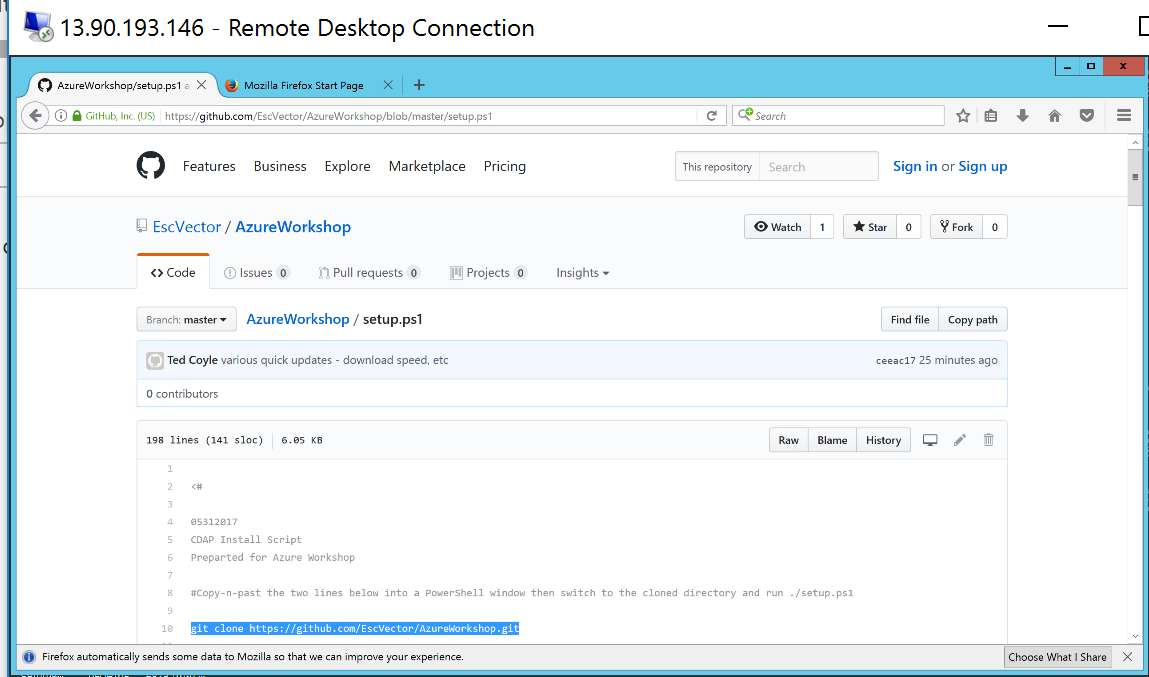 13.90.193.146 - Remote Desktop Connection
AzureWorkshop/setup.ps1 a
Mozilla Firefox Start Page
GitHub, Inc. (US) https://github.com/EscVector/AzureWorkshop/blob/master/setup.ps1
Search
Features Business Explore Marketplace Pricing
This repository Search
Sign in or Sign up
EscVector / AzureWorkshop
Watch 1 Star 0 Fork 0
Code Issues 0 Pull requests 0 Projects 0 Insights
Branch: master AzureWorkshop / setup.ps1
Find file Copy path
Ted Coyle various quick updates - download speed, etc
ceeac17 25 minutes ago
0 contributors
198 lines (141 sloc) 6.05 KB
Raw Blame History
1
2 <#
3
4 05312017
5 CDAP Install Script
6 Preparted for Azure Workshop
7
8 #Copy-n-past the two lines below into a PowerShell window then switch to the cloned directory and run ./setup.ps1
9
10 git clone https://github.com/EscVector/AzureWorkshop.git
Firefox automatically sends some data to Mozilla so that we can improve your experience.
Choose What I Share